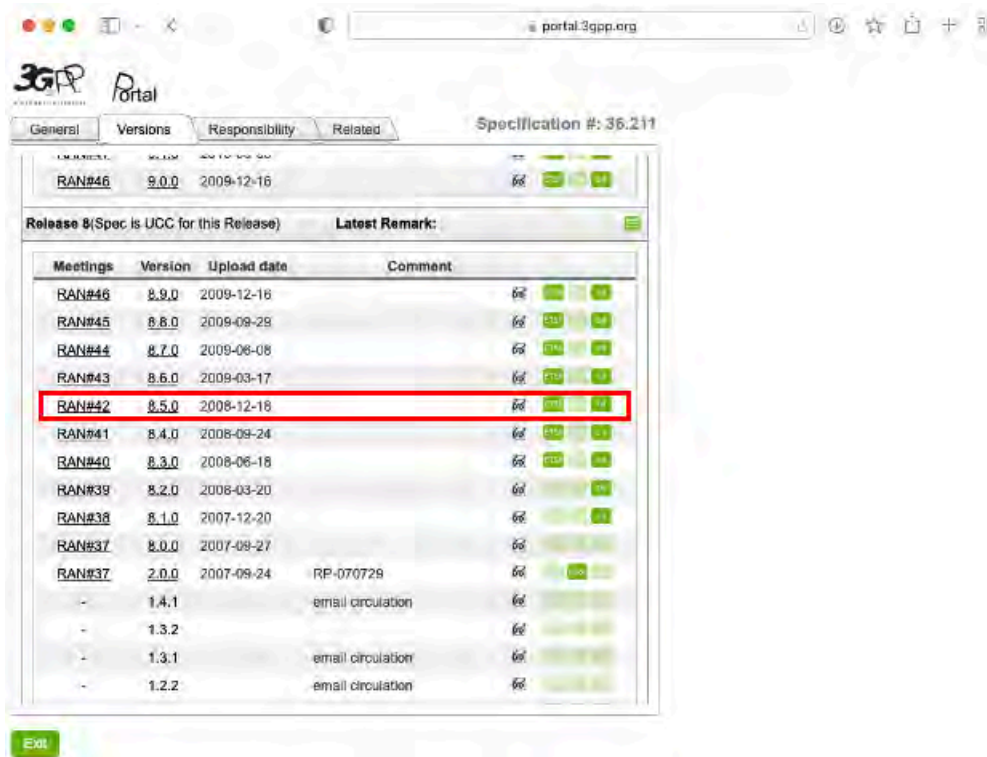 portal.3gpp.org
3GPP Portal
General Versions Responsibility Related Specification #: 36.211
RAN#46 9.0.0 2009-12-16
Release 8(Spec is UCC for this Release) Latest Remark:
Meetings Version Upload date Comment
RAN#46 8.9.0 2009-12-16
RAN#45 8.8.0 2009-09-29
RAN#44 8.7.0 2009-06-08
RAN#43 8.6.0 2009-03-17
RAN#42 8.5.0 2008-12-18
RAN#41 8.4.0 2008-09-24
RAN#40 8.3.0 2008-06-18
RAN#39 8.2.0 2008-03-20
RAN#38 8.1.0 2007-12-20
RAN#37 8.0.0 2007-09-27
RAN#37 2.0.0 2007-09-24 RP-070729
- 1.4.1 email circulation
- 1.3.2
- 1.3.1 email circulation
- 1.2.2 email circulation
Exit